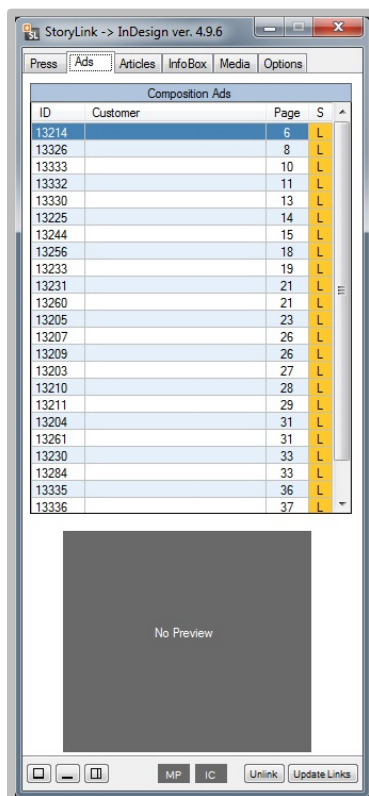 SL StoryLink -> InDesign ver. 4.9.6 X
Press Ads Articles InfoBox Media Options
Composition Ads
ID Customer Page S
13214 6 L
13326 8 L
13333 10 L
13332 11 L
13330 13 L
13225 14 L
13244 15 L
13256 18 L
13233 19 L
13231 21 L
13260 21 L
13205 23 L
13207 26 L
13209 26 L
13203 27 L
13210 28 L
13211 29 L
13204 31 L
13261 31 L
13230 33 L
13284 33 L
13335 36 L
13336 37 L
No Preview
MP IC Unlink Update Links